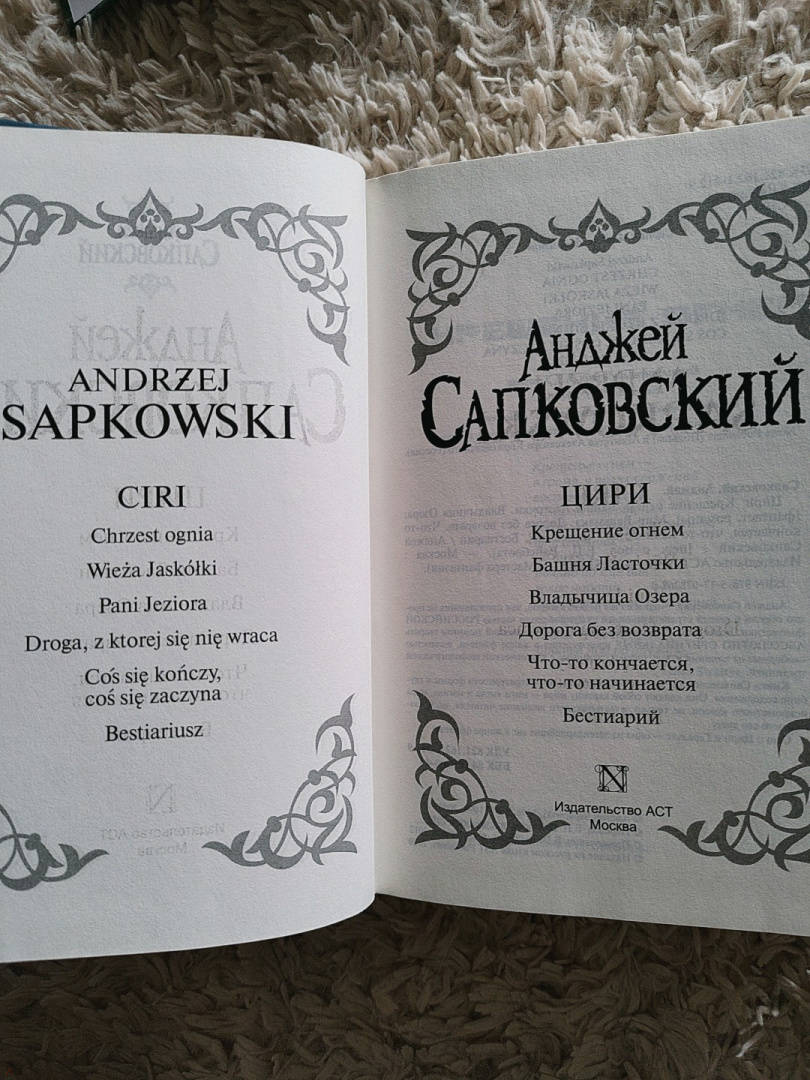 ANDRZEJ
SAPKOWSKI
CIRI
Chrzest ognia
Wieża Jaskółki
Pani Jeziora
Droga, z ktorej się nię wraca
Coś się kończy,
coś się zaczyna
Bestiariusz
Анджей
Сапковский
ЦИРИ
Крещение огнем
Башня Ласточки
Владычица Озера
Дорога без возврата
Что-то кончается,
что-то начинается
Бестиарий
Издательство АСТ
Москва